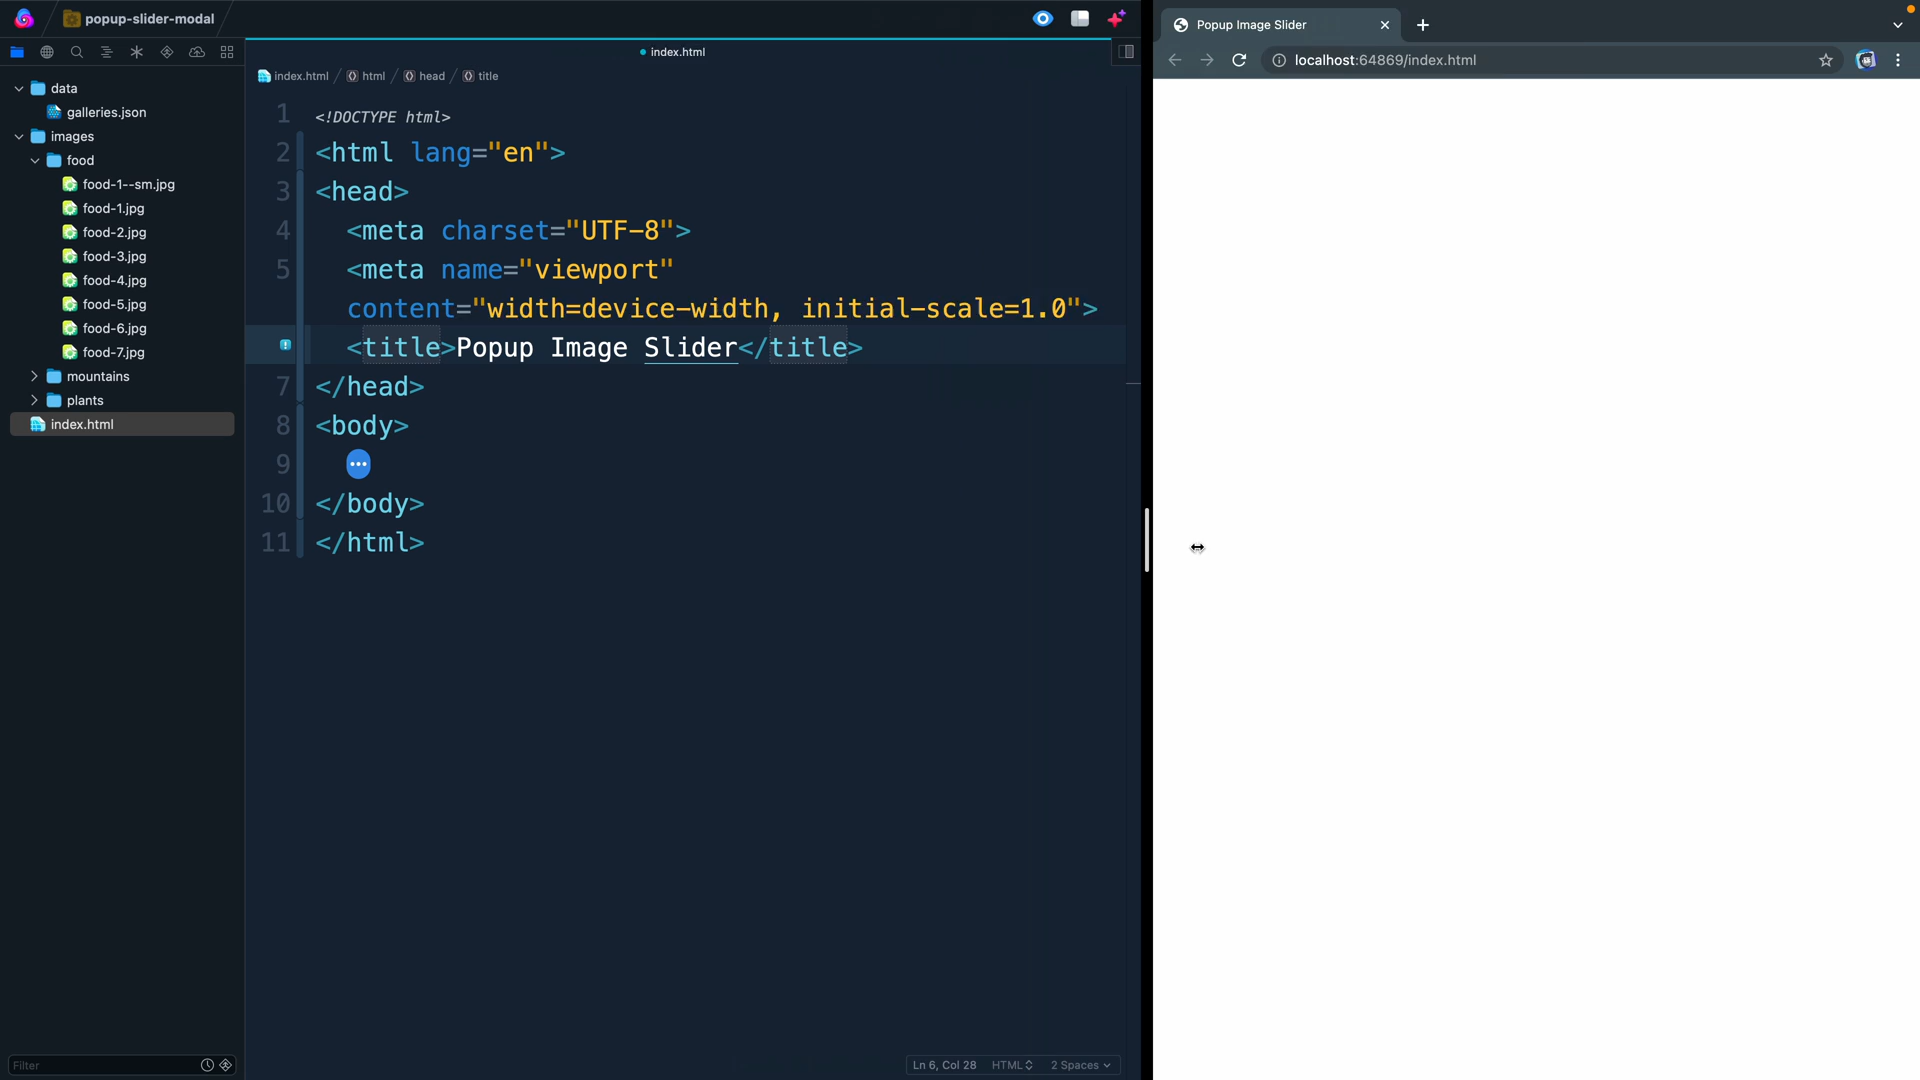 popup-slider-modal
data
galleries.json
images
food
food-1--sm.jpg
food-1.jpg
food-2.jpg
food-3.jpg
food-4.jpg
food-5.jpg
food-6.jpg
food-7.jpg
mountains
plants
index.html
Filter
index.html
index.html html head title
1 <!DOCTYPE html>
2 <html lang="en">
3 <head>
4 <meta charset="UTF-8">
5 <meta name="viewport"
content="width=device-width, initial-scale=1.0">
<title>Popup Image Slider</title>
7 </head>
8 <body>
9
10 </body>
11 </html>
Ln 6, Col 28 HTML 2 Spaces
Popup Image Slider
localhost:64869/index.html